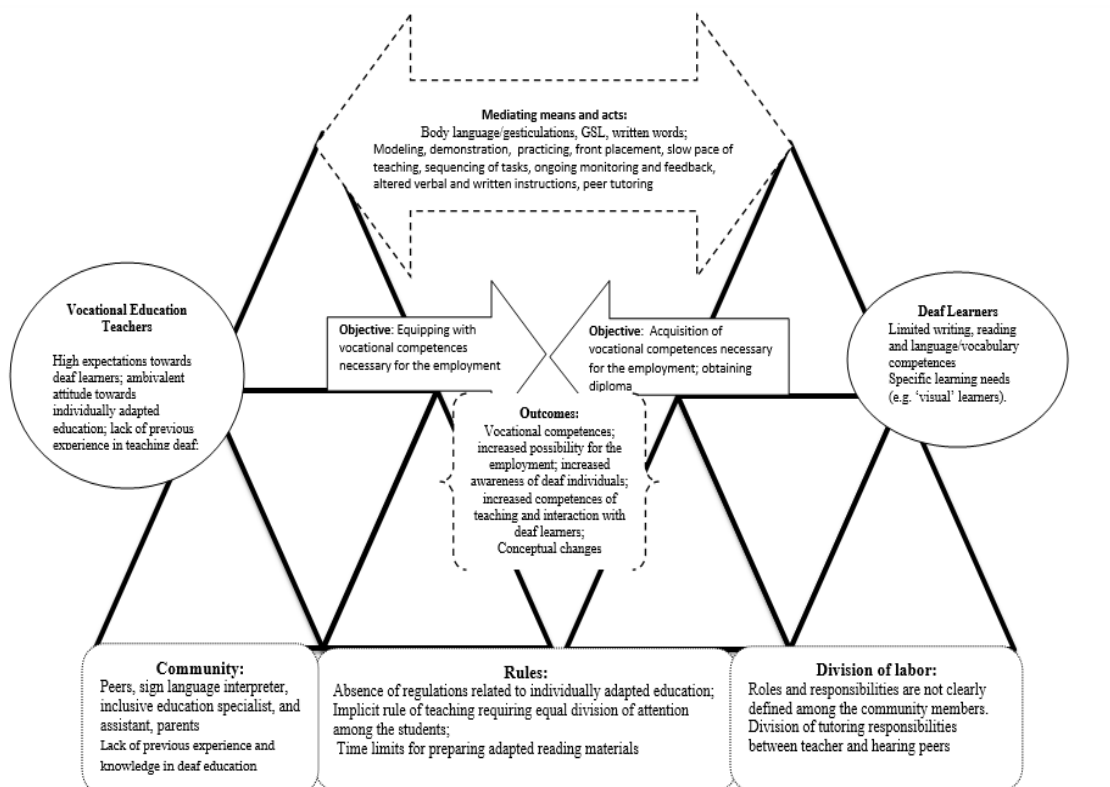 Mediating means and acts:
Body language/gesticulations, GSL, written words;
Modeling, demonstration, practicing, front placement, slow pace of
teaching, sequencing of tasks, ongoing monitoring and feedback,
altered verbal and written instructions, peer tutoring
Vocational Education
Teachers
High expectations towards
deaf learners; ambivalent
attitude towards
individually adapted
education; lack of previous
experience in teaching deaf;
Objective: Equipping with
vocational competences
necessary for the employment
Objective: Acquisition of
vocational competences necessary
for the employment; obtaining
diploma
Deaf Learners
Limited writing, reading
and language/vocabulary
competences
Specific learning needs
(e.g. ‘visual’ learners).
Outcomes:
Vocational competences;
increased possibility for the
employment; increased
awareness of deaf individuals;
increased competences of
teaching and interaction with
deaf learners;
Conceptual changes
Community:
Peers, sign language interpreter,
inclusive education specialist, and
assistant, parents
Lack of previous experience and
knowledge in deaf education
Rules:
Absence of regulations related to individually adapted education;
Implicit rule of teaching requiring equal division of attention
among the students;
Time limits for preparing adapted reading materials
Division of labor:
Roles and responsibilities are not clearly
defined among the community members.
Division of tutoring responsibilities
between teacher and hearing peers